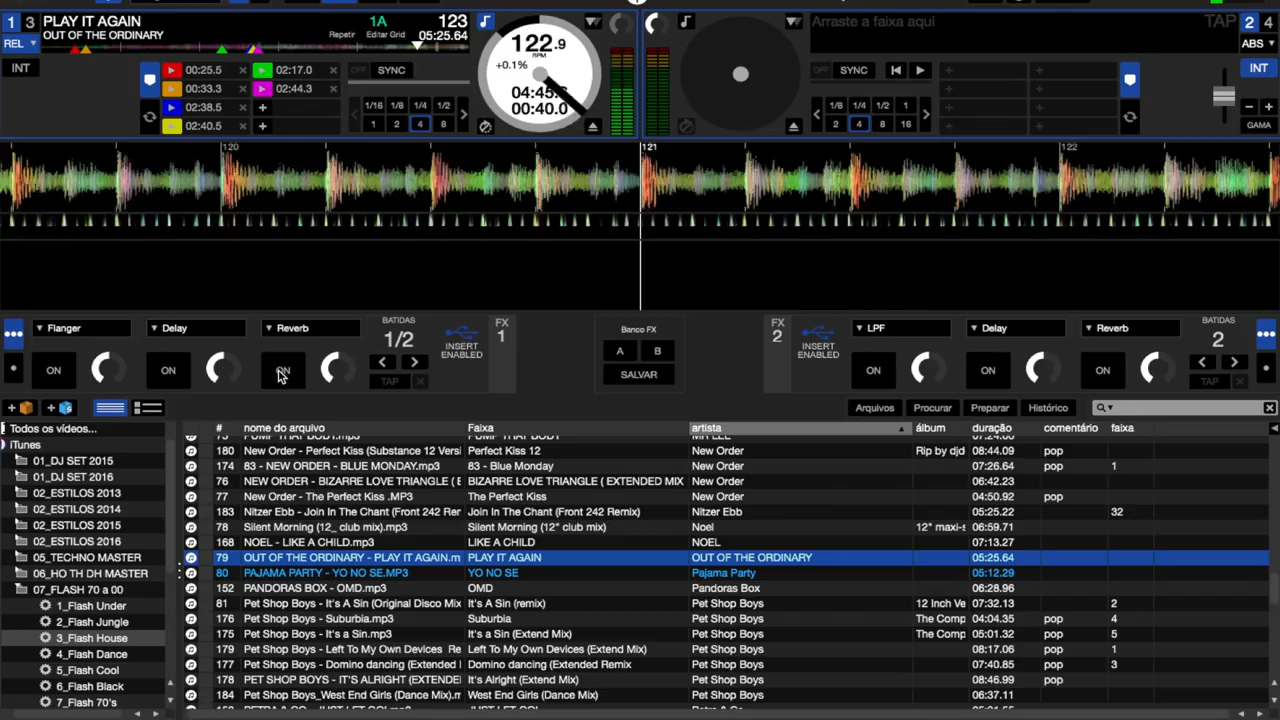 1 3 PLAY IT AGAIN 1A 123
OUT OF THE ORDINARY Repetir Editar Grid 05:25.64
REL
INT
00:25.5 02:17.0 OFF SYNC
00:33.3 02:44.3
02:38.5 1/16 1/8 1/4 1/2
02:40.5 1 2 4 8
122.9
BPM
+0.1%
00:40.0
Arraste a faixa aqui TAP 2 4
ABS
INT
OFF SYNC
1/8 1/4 1/2 1
2 4 8 16
GAMA
120 121 122
Flanger Delay Reverb BATIDAS 1/2 INSERT ENABLED FX 1
ON ON ON TAP
Banco FX
A B
SALVAR
FX 2 INSERT ENABLED LPF Delay Reverb BATIDAS 2
ON ON ON TAP
Arquivos Procurar Preparar Histórico
Todos os vídeos...
iTunes
01_DJ SET 2015
01_DJ SET 2016
02_ESTILOS 2013
02_ESTILOS 2014
02_ESTILOS 2015
02_ESTILOS 2016
05_TECHNO MASTER
06_HO TH DH MASTER
07_FLASH 70 a 00
1_Flash Under
2_Flash Jungle
3_Flash House
4_Flash Dance
5_Flash Cool
6_Flash Black
7_Flash 70's
# nome do arquivo Faixa artista álbum duração comentário faixa
180 New Order - Perfect Kiss (Substance 12 Versi Perfect Kiss 12 New Order Rip by djd 08:44.09 pop
174 83 - NEW ORDER - BLUE MONDAY.mp3 83 - Blue Monday New Order 07:26.64 pop 1
76 NEW ORDER - BIZARRE LOVE TRIANGLE ( E BIZARRE LOVE TRIANGLE ( EXTENDED MIX New Order 06:42.23
77 New Order - The Perfect Kiss .MP3 The Perfect Kiss New Order 04:50.92 pop
183 Nitzer Ebb - Join In The Chant (Front 242 Rer Join In The Chant (Front 242 Remix) Nitzer Ebb 05:25.22 32
78 Silent Morning (12_ club mix).mp3 Silent Morning (12" club mix) Noel 12" maxi-s 06:59.71
168 NOEL - LIKE A CHILD.mp3 LIKE A CHILD NOEL 07:13.27
79 OUT OF THE ORDINARY - PLAY IT AGAIN.m PLAY IT AGAIN OUT OF THE ORDINARY 05:25.64
80 PAJAMA PARTY - YO NO SE.MP3 YO NO SE Pajama Party 05:12.29
152 PANDORAS BOX - OMD.mp3 OMD Pandoras Box 06:28.96
81 Pet Shop Boys - It's A Sin (Original Disco Mix It's A Sin (remix) Pet Shop Boys 12 Inch Ve 07:32.13 2
176 Pet Shop Boys - Suburbia.mp3 Suburbia Pet Shop Boys The Comp 04:04.35 pop 4
175 Pet Shop Boys - It's a Sin.mp3 It's a Sin (Extend Mix) Pet Shop Boys The Comp 05:01.32 pop 5
179 Pet Shop Boys - Left To My Own Devices Re Left To My Own Devices (Extend Mix) Pet Shop Boys 08:17.06 pop 1
177 Pet Shop Boys - Domino dancing (Extended Domino dancing (Extended Remix Pet Shop Boys 07:40.85 pop 3
178 PET SHOP BOYS - IT'S ALRIGHT (EXTENDE It's Alright (Extend Mix) Pet Shop Boys 08:46.99 pop
184 Pet Shop Boys_West End Girls (Dance Mix).m West End Girls (Dance Mix) Pet Shop Boys 06:37.11